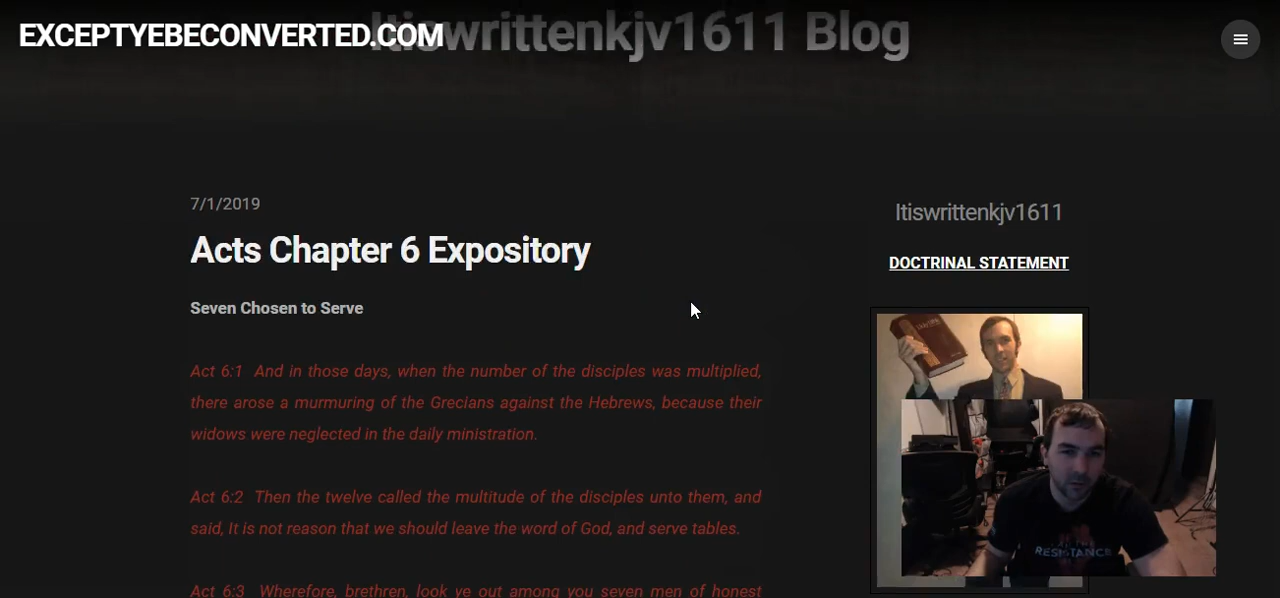 EXCEPTYEBECONVERTED.COM
Itiswrittenkjv1611 Blog
7/1/2019
Acts Chapter 6 Expository
Seven Chosen to Serve
Act 6:1 And in those days, when the number of the disciples was multiplied,
there arose a murmuring of the Grecians against the Hebrews, because their
widows were neglected in the daily ministration.
Act 6:2 Then the twelve called the multitude of the disciples unto them, and
said, It is not reason that we should leave the word of God, and serve tables.
Act 6:3 Wherefore, brethren, look ye out among you seven men of honest
Itiswrittenkjv1611
DOCTRINAL STATEMENT
RESISTANCE